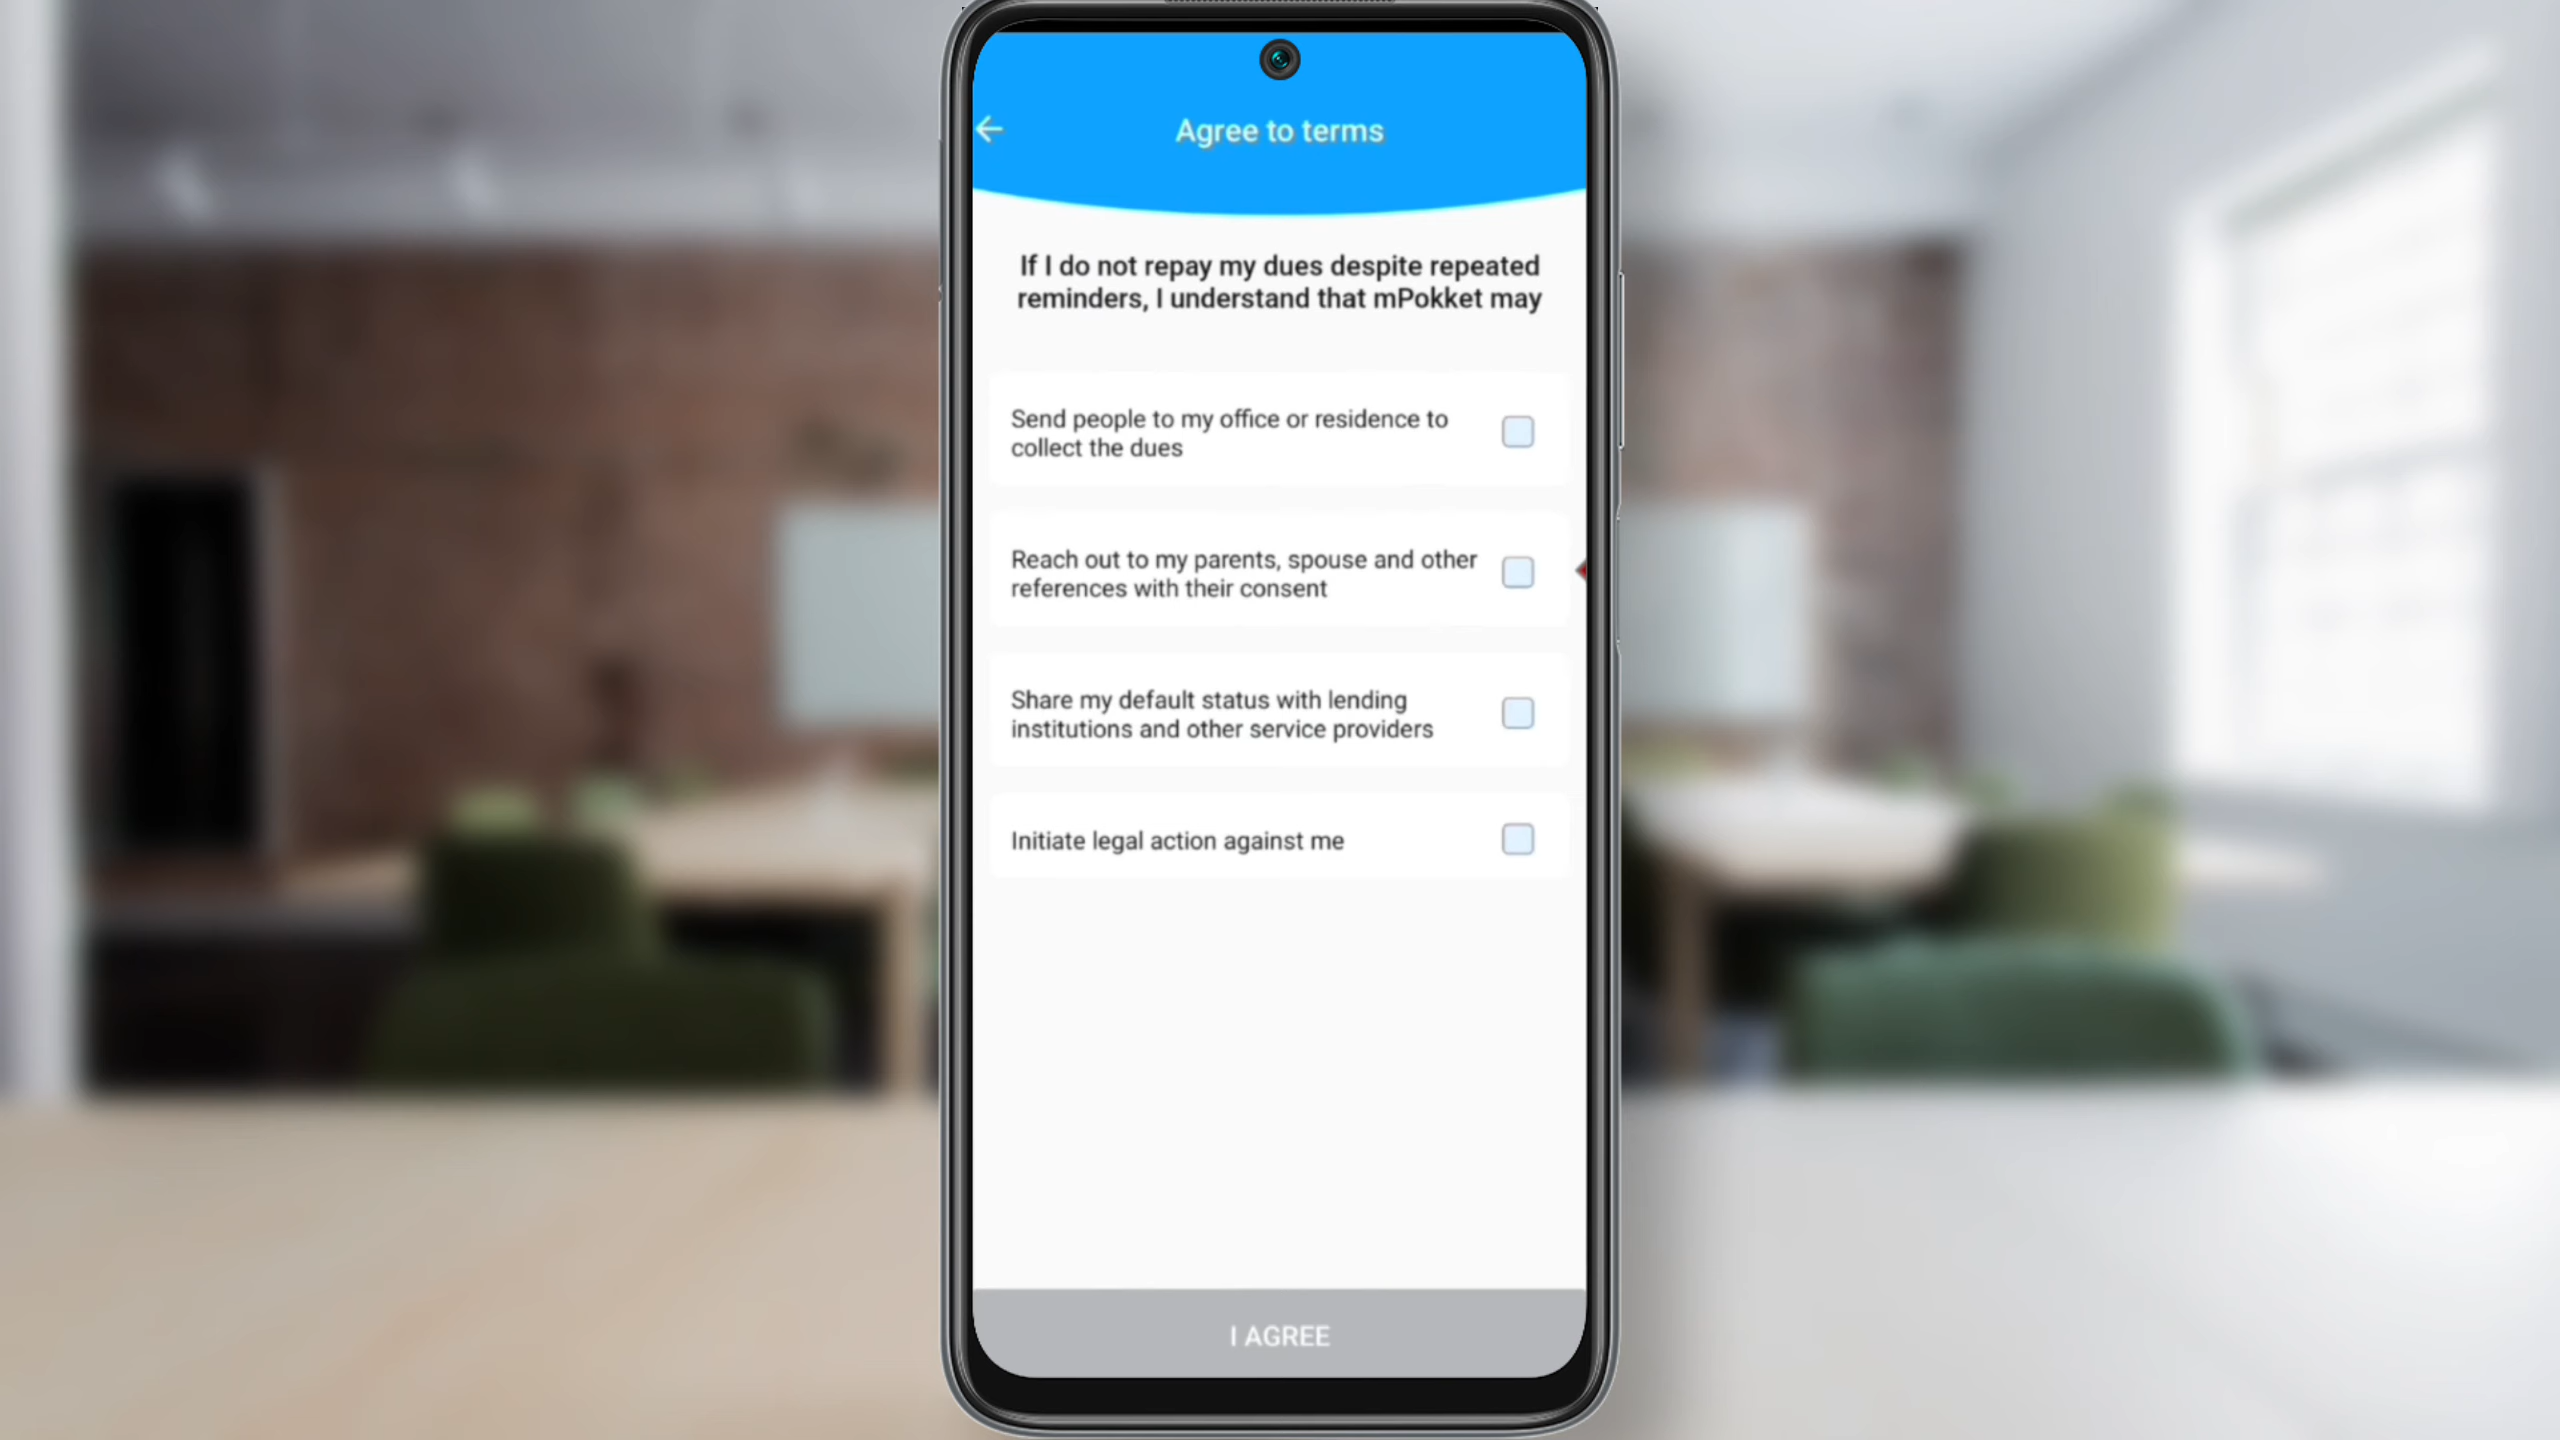 Agree to terms
If I do not repay my dues despite repeated
reminders, I understand that mPokket may
Send people to my office or residence to
collect the dues
Reach out to my parents, spouse and other
references with their consent
Share my default status with lending
institutions and other service providers
Initiate legal action against me
I AGREE